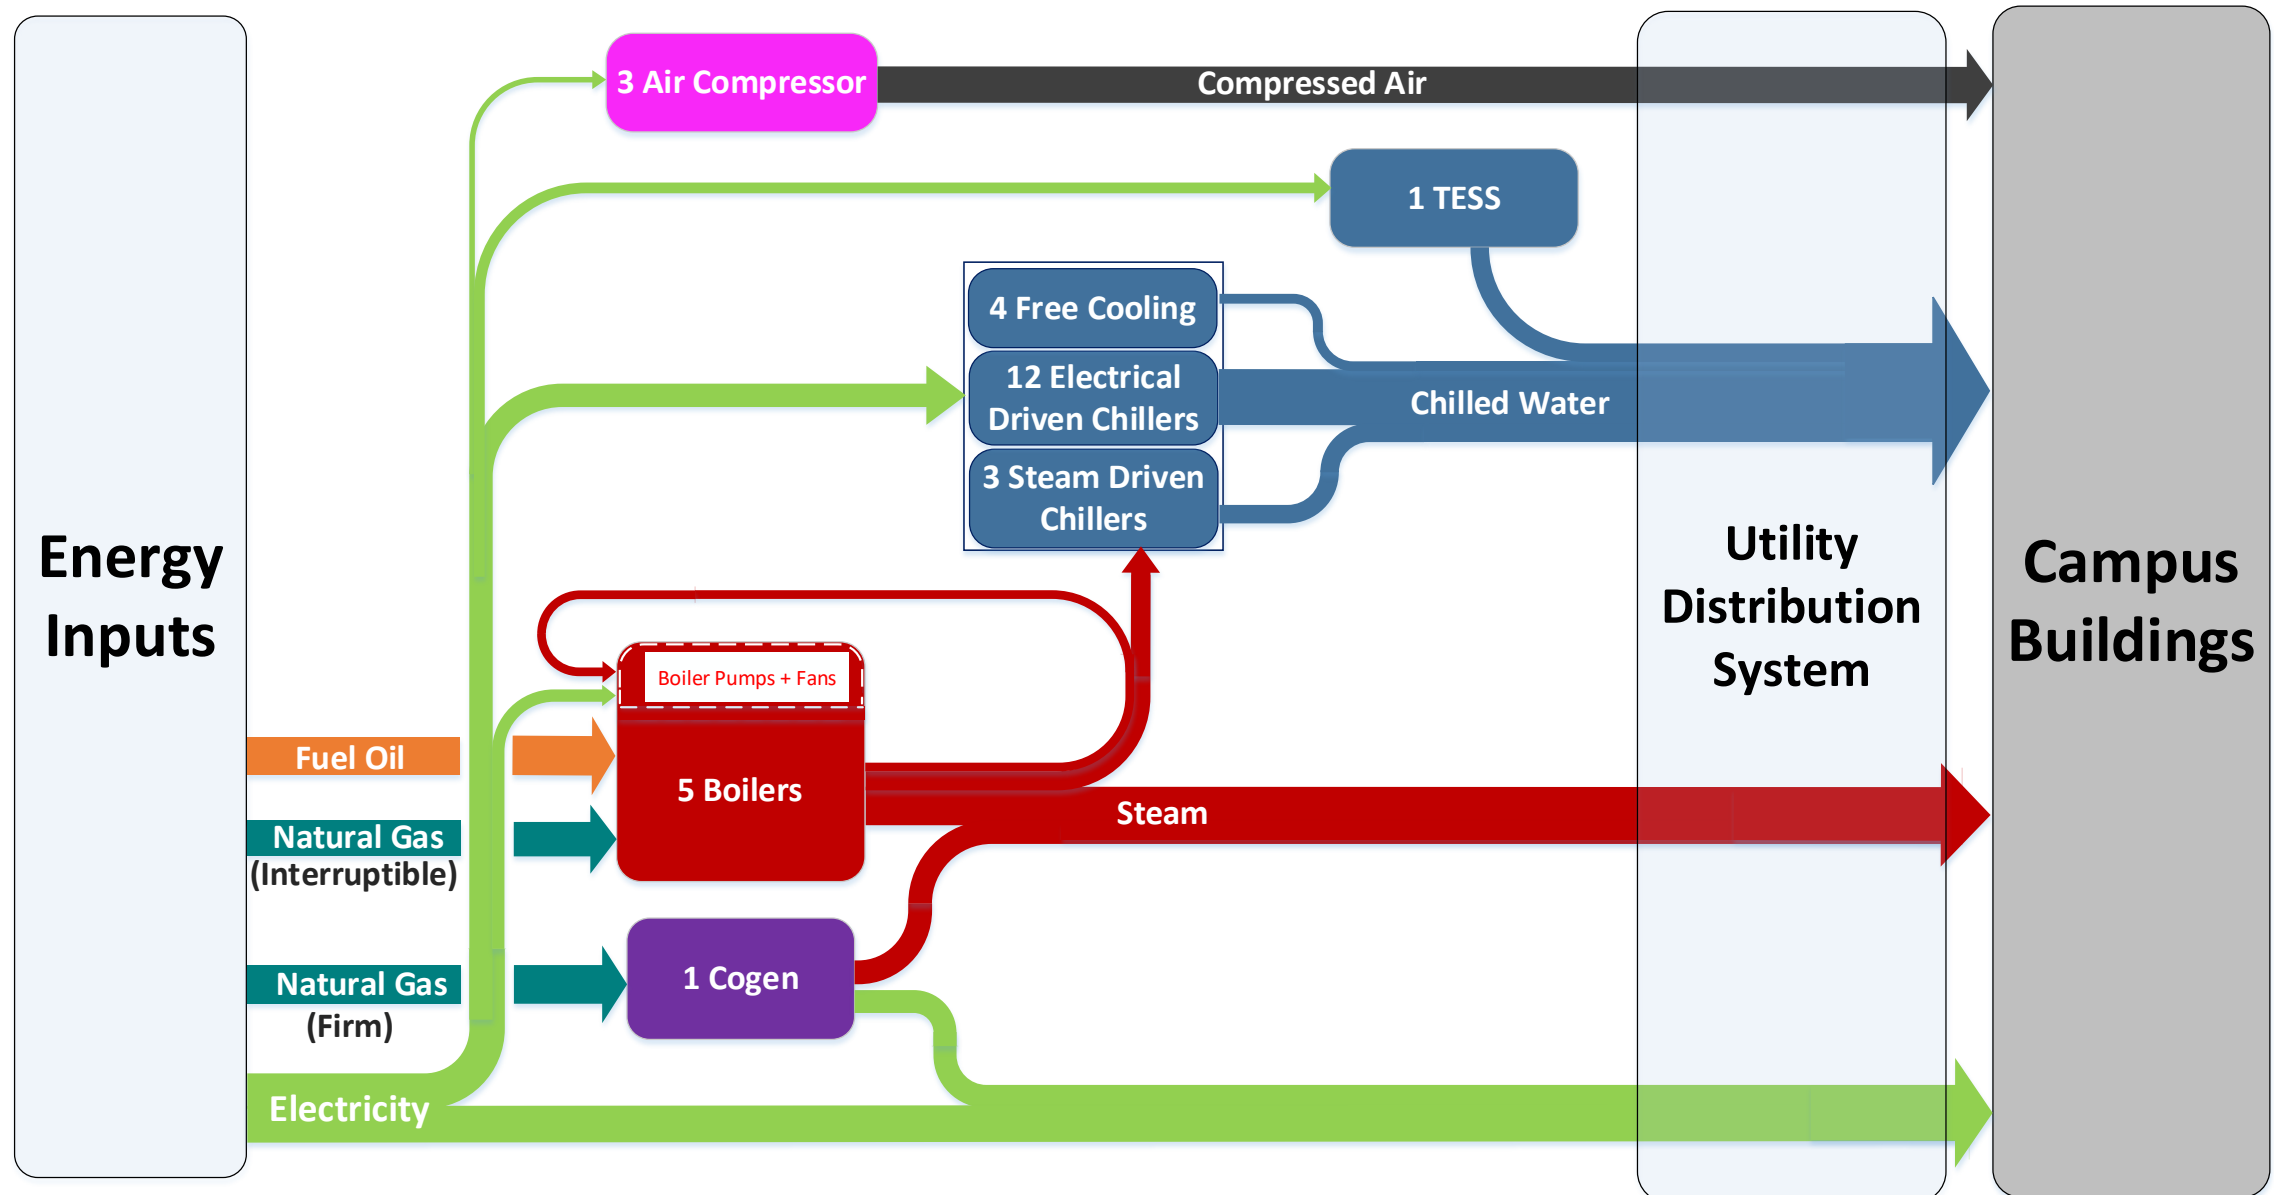 3 Air Compressor
Compressed Air
1 TESS
4 Free Cooling
12 Electrical
Driven Chillers
Chilled Water
3 Steam Driven
Chillers
Energy
Inputs
Utility
Distribution
System
Campus
Buildings
Boiler Pumps + Fans
Fuel Oil
5 Boilers
Steam
Natural Gas
(Interruptible)
Natural Gas
(Firm)
1 Cogen
Electricity